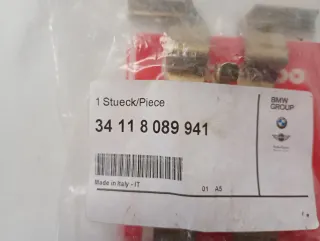 1 Stueck/Piece
BMW
GROUP
34 11 8 089 941
Made in Italy - IT
01 A5